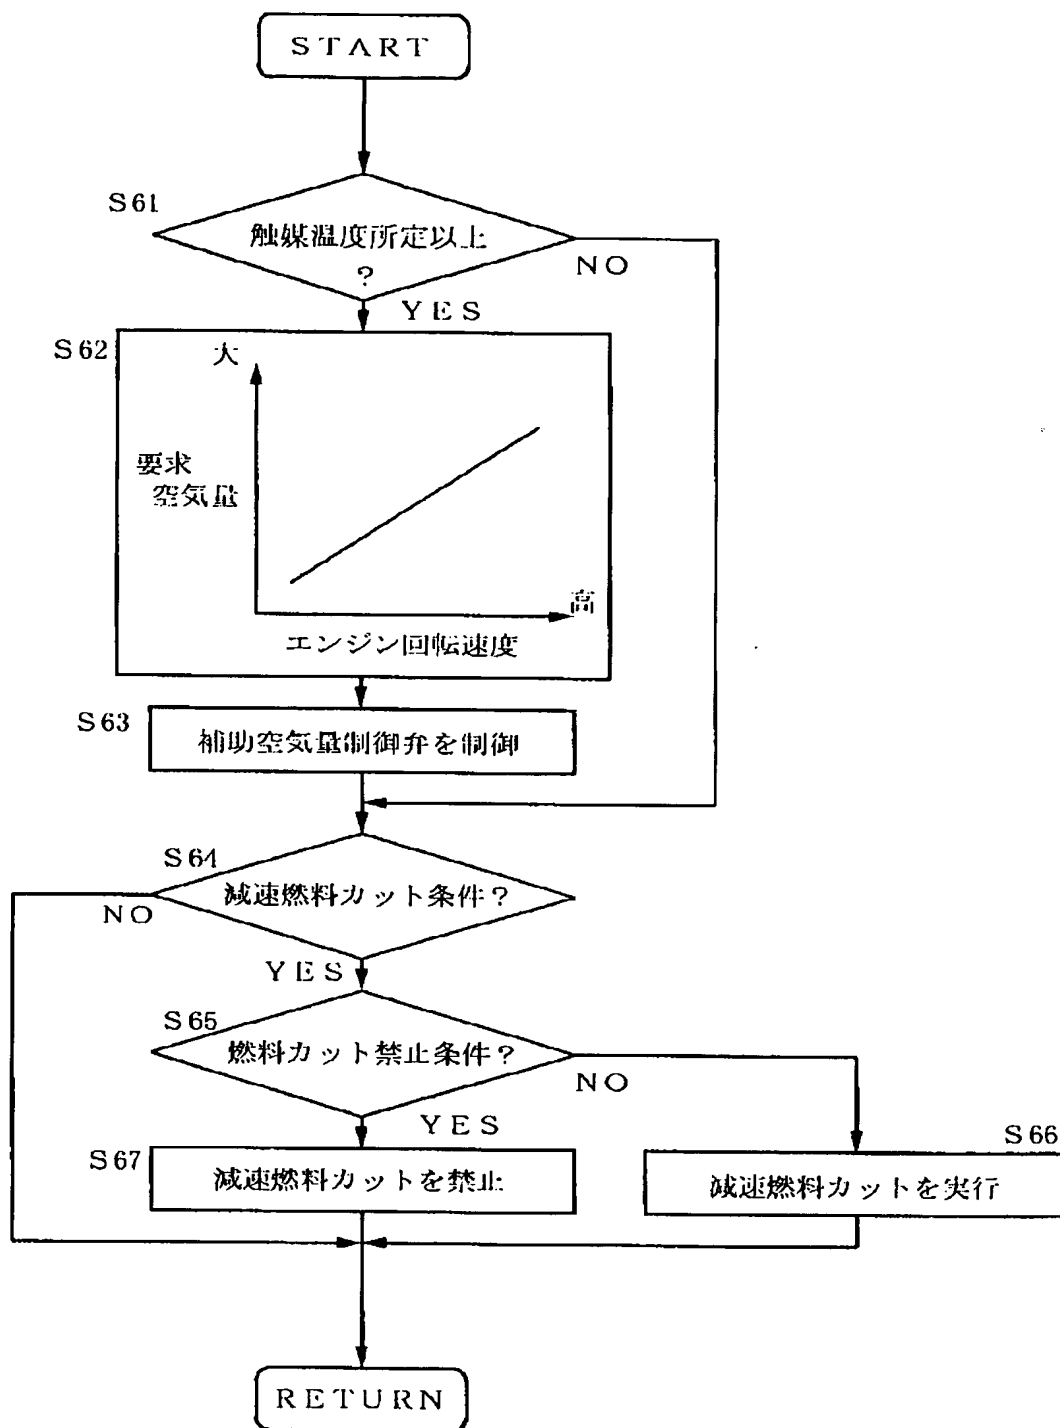 START
S61
触媒温度所定以上
?
NO
YES
S62
大
要求
空気量
高
エンジン回転速度
S63
補助空気量制御弁を制御
S64
減速燃料カット条件?
NO
YES
S65
燃料カット禁止条件?
NO
YES
S67
減速燃料カットを禁止
S66
減速燃料カットを実行
RETURN